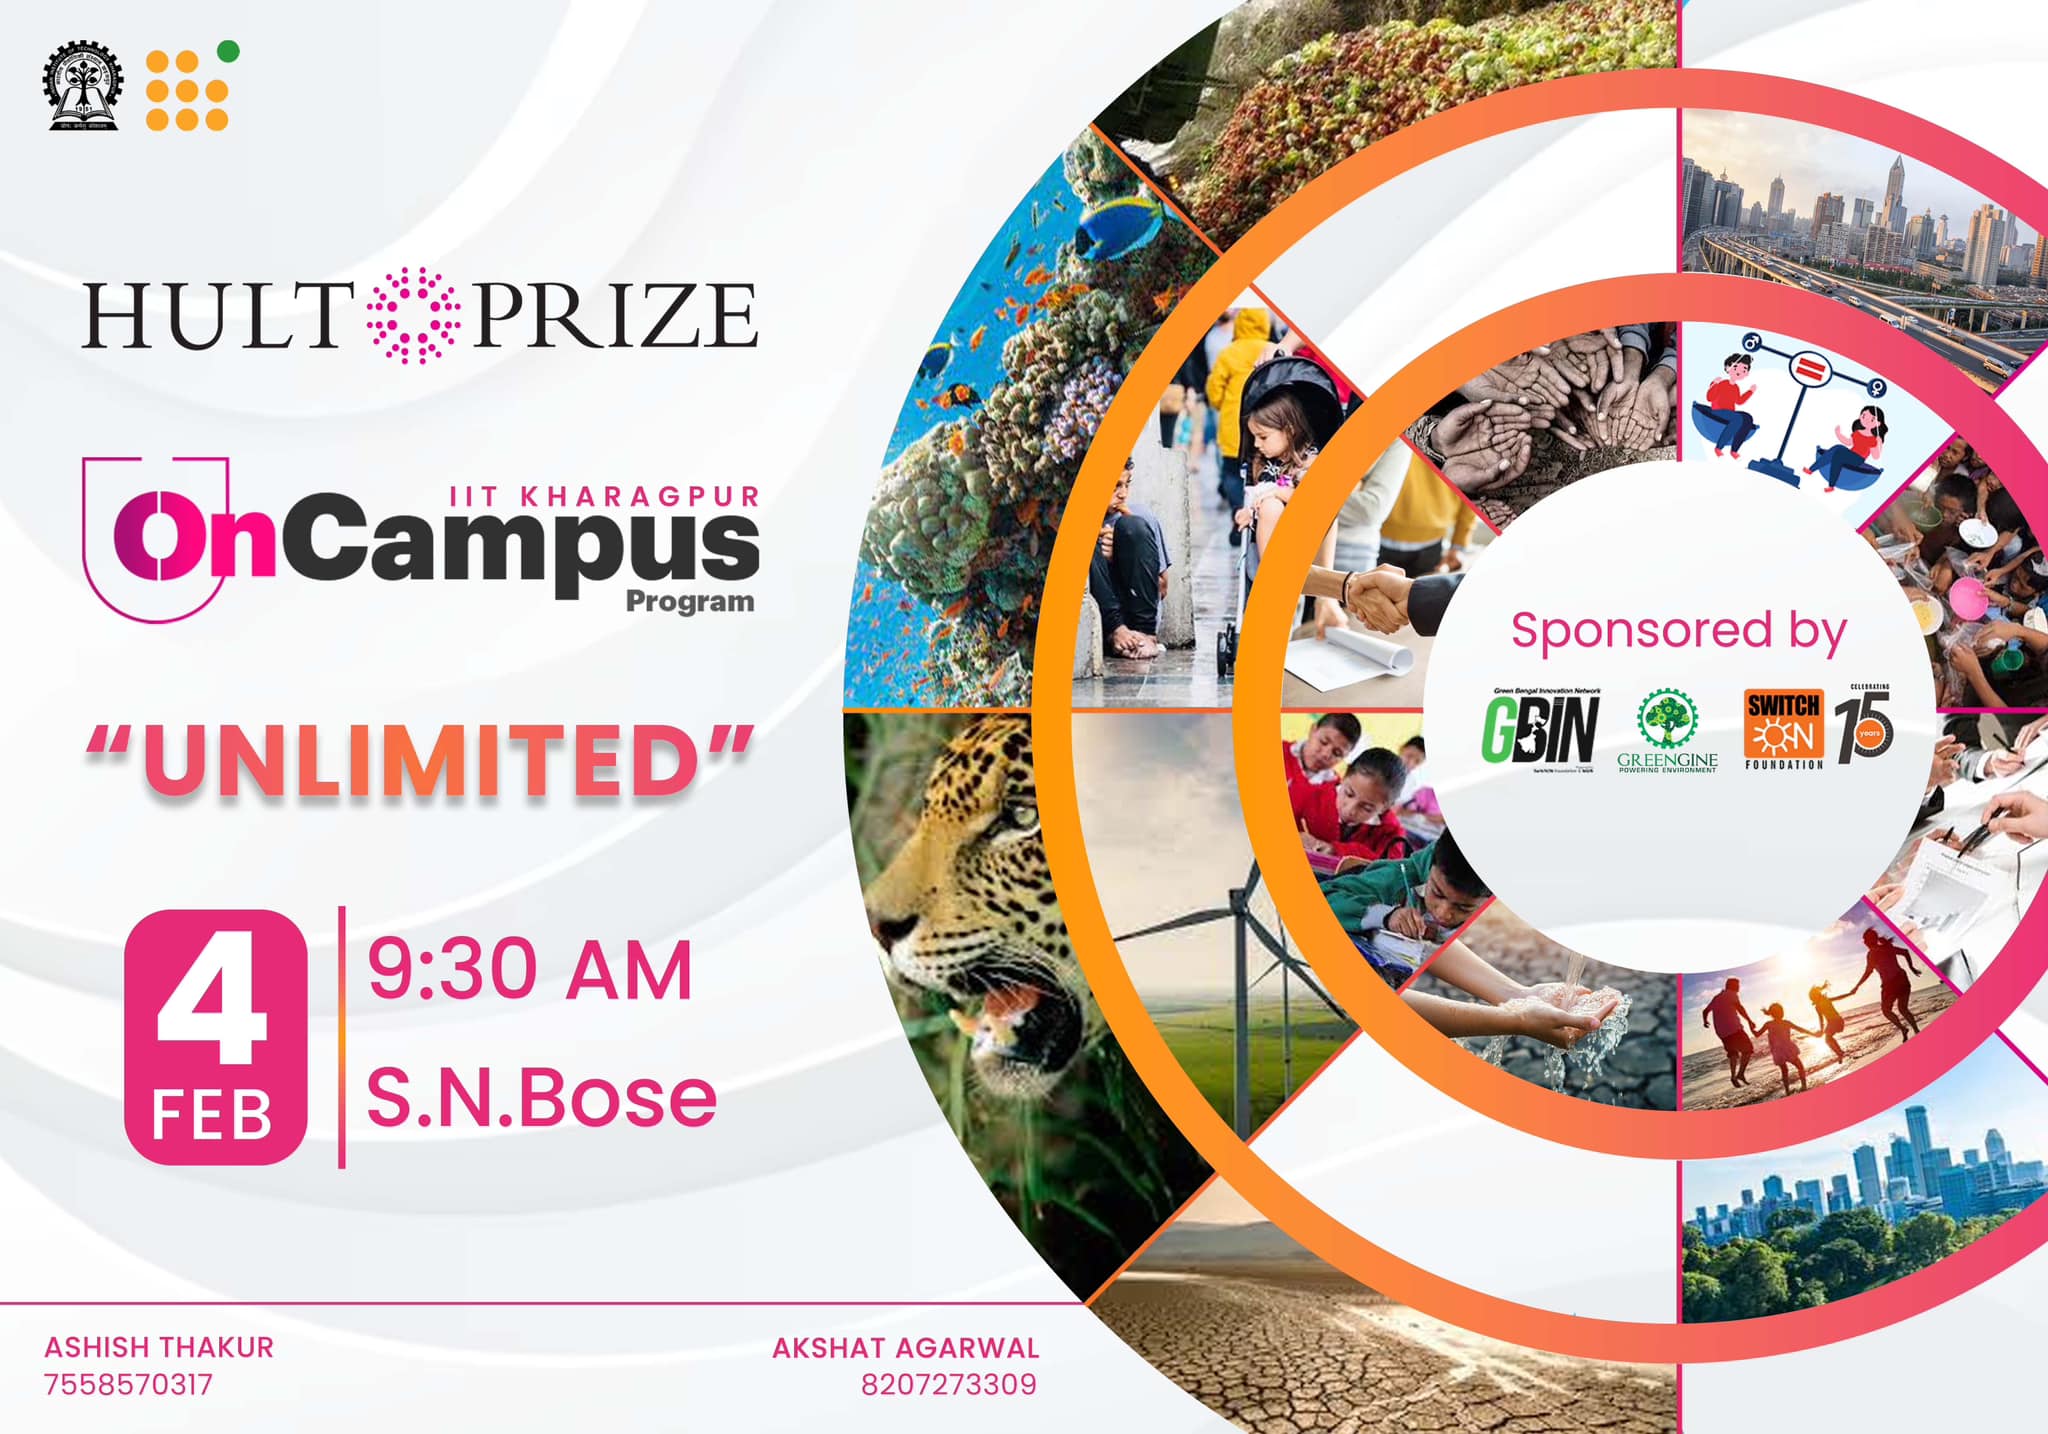 HULT PRIZE
IIT KHARAGPUR
OnCampus
Program
“UNLIMITED”
4
FEB
9:30 AM
S.N.Bose
Sponsored by
Green Bengal Innovation Network
GBIN
GREENGINE
POWERING ENVIRONMENT
SWITCH
ON
FOUNDATION
CELEBRATING
15
years
ASHISH THAKUR
7558570317
AKSHAT AGARWAL
8207273309
1951